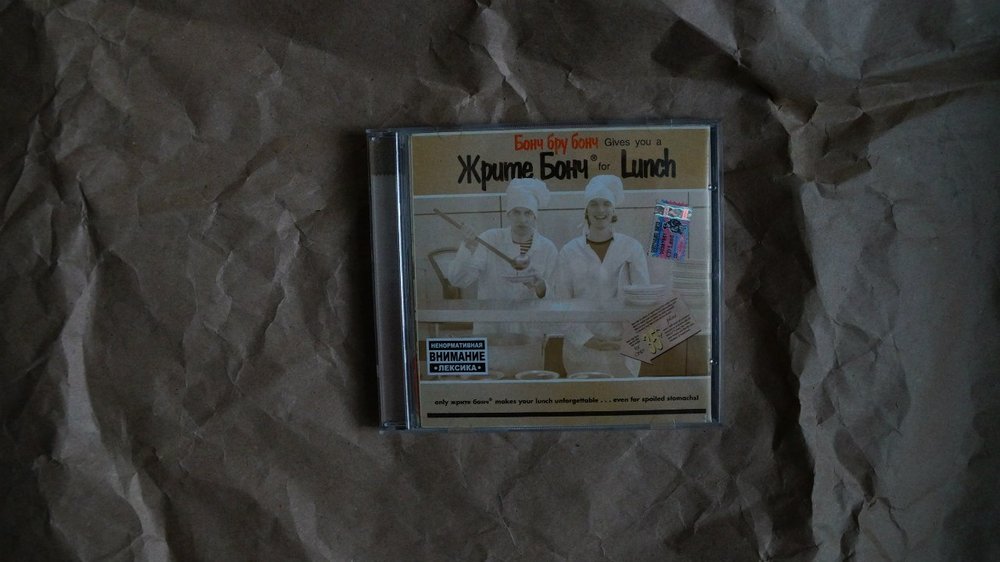 Бонч бру бонч Gives you a
Жрите Бонч® for Lunch
НЕНОРМАТИВНАЯ
ВНИМАНИЕ
•ЛЕКСИКА•
only жрите бонч® makes your lunch unforgettable . . . even for spoiled stomachs!